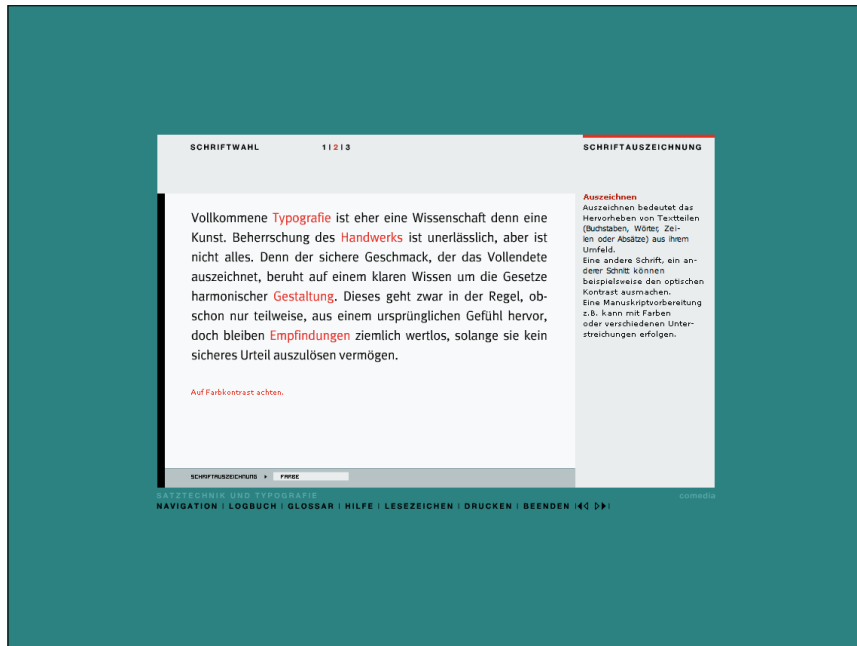 SCHRIFTWAHL 1|2|3 SCHRIFTAUSZEICHNUNG
Vollkommene Typografie ist eher eine Wissenschaft denn eine
Kunst. Beherrschung des Handwerks ist unerlässlich, aber ist
nicht alles. Denn der sichere Geschmack, der das Vollendete
auszeichnet, beruht auf einem klaren Wissen um die Gesetze
harmonischer Gestaltung. Dieses geht zwar in der Regel, ob-
schon nur teilweise, aus einem ursprünglichen Gefühl hervor,
doch bleiben Empfindungen ziemlich wertlos, solange sie kein
sicheres Urteil auszulösen vermögen.
Auf Farbkontrast achten.
Auszeichnen
Auszeichnen bedeutet das
Hervorheben von Textteilen
(Buchstaben, Wörter, Zei-
len oder Absätze) aus ihrem
Umfeld.
Eine andere Schrift, ein an-
derer Schnitt können
beispielsweise den optischen
Kontrast ausmachen.
Eine Manuskriptvorbereitung
z.B. kann mit Farben
oder verschiedenen Unter-
streichungen erfolgen.
SCHRIFTAUSZEICHNUNG FARBE
SATZTECHNIK UND TYPOGRAFIE comedia
NAVIGATION | LOGBUCH | GLOSSAR | HILFE | LESEZEICHEN | DRUCKEN | BEENDEN